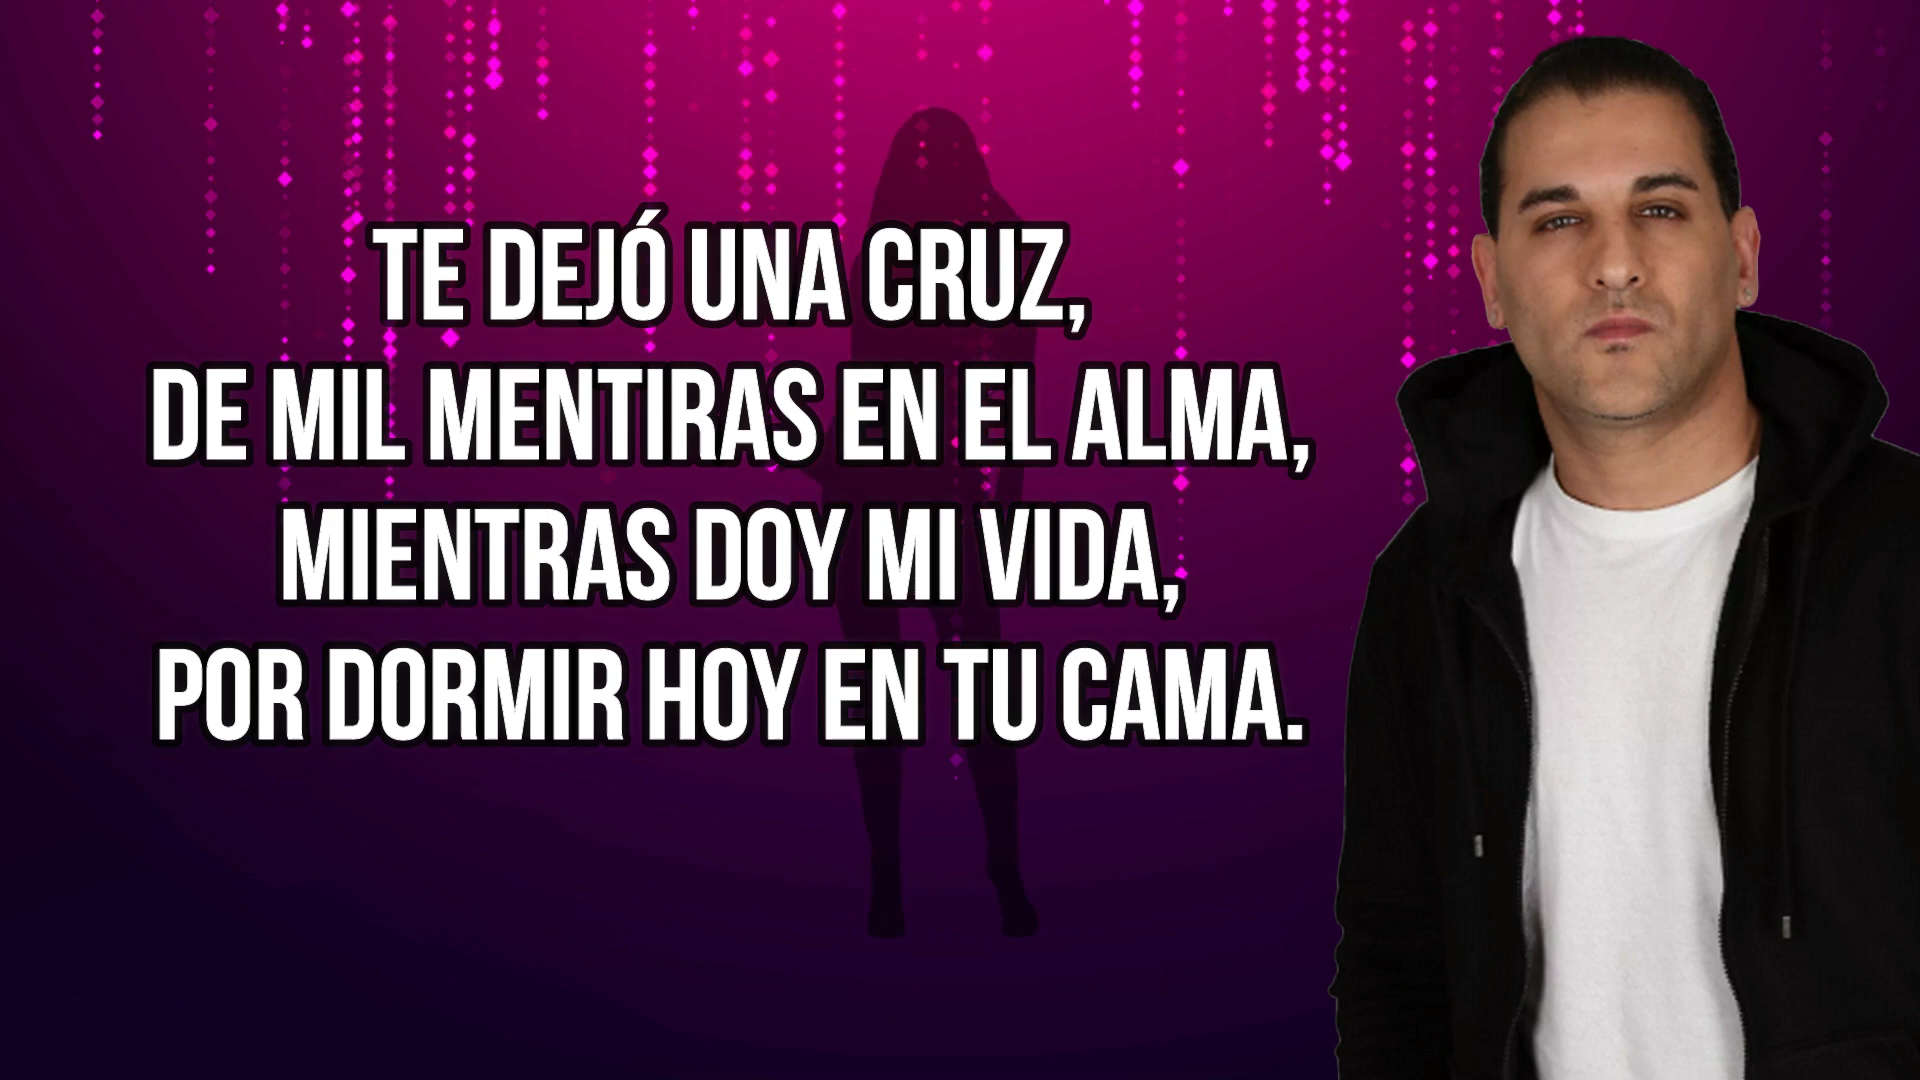 TE DEJÓ UNA CRUZ,
DE MIL MENTIRAS EN EL ALMA,
MIENTRAS DOY MI VIDA,
POR DORMIR HOY EN TU CAMA.